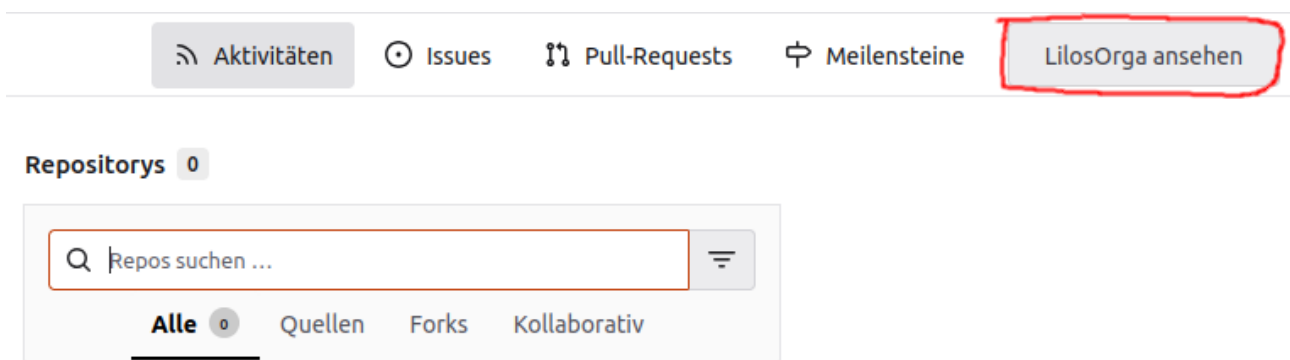 Aktivitäten Issues Pull-Requests Meilensteine LilosOrga ansehen
Repositorys 0
Repos suchen ...
Alle 0 Quellen Forks Kollaborativ